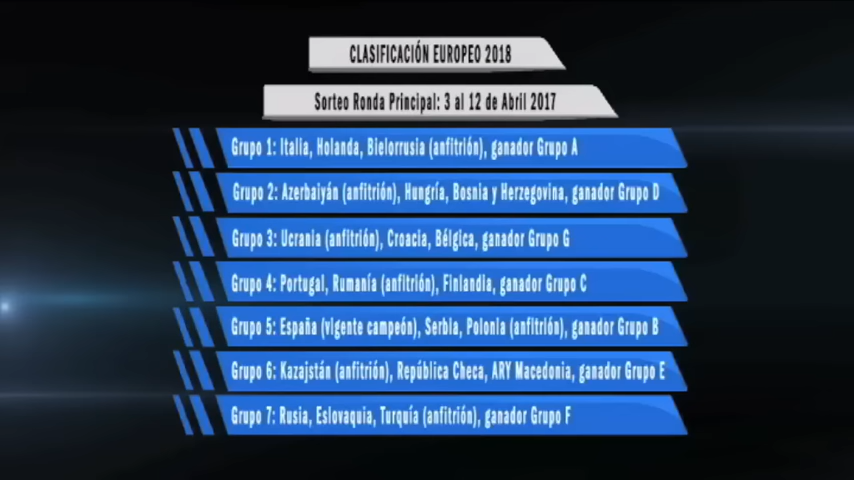 CLASIFICACIÓN EUROPEO 2018
Sorteo Ronda Principal: 3 al 12 de Abril 2017
Grupo 1: Italia, Holanda, Bielorrusia (anfitrión), ganador Grupo A
Grupo 2: Azerbaiyán (anfitrión), Hungría, Bosnia y Herzegovina, ganador Grupo D
Grupo 3: Ucrania (anfitrión), Croacia, Bélgica, ganador Grupo G
Grupo 4: Portugal, Rumanía (anfitrión), Finlandia, ganador Grupo C
Grupo 5: España (vigente campeón), Serbia, Polonia (anfitrión), ganador Grupo B
Grupo 6: Kazajstán (anfitrión), República Checa, ARY Macedonia, ganador Grupo E
Grupo 7: Rusia, Eslovaquia, Turquía (anfitrión), ganador Grupo F